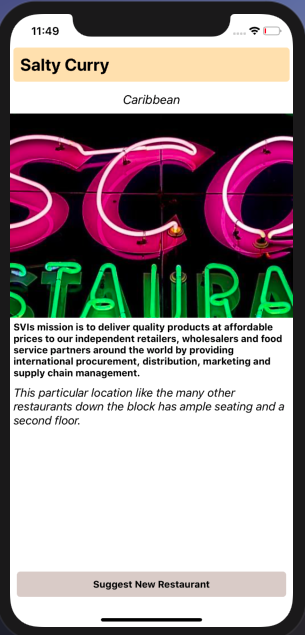 11:49
Salty Curry
Caribbean
SCO
STAURA
SVIs mission is to deliver quality products at affordable
prices to our independent retailers, wholesalers and food
service partners around the world by providing
international procurement, distribution, marketing and
supply chain management.
This particular location like the many other
restaurants down the block has ample seating and a
second floor.
Suggest New Restaurant